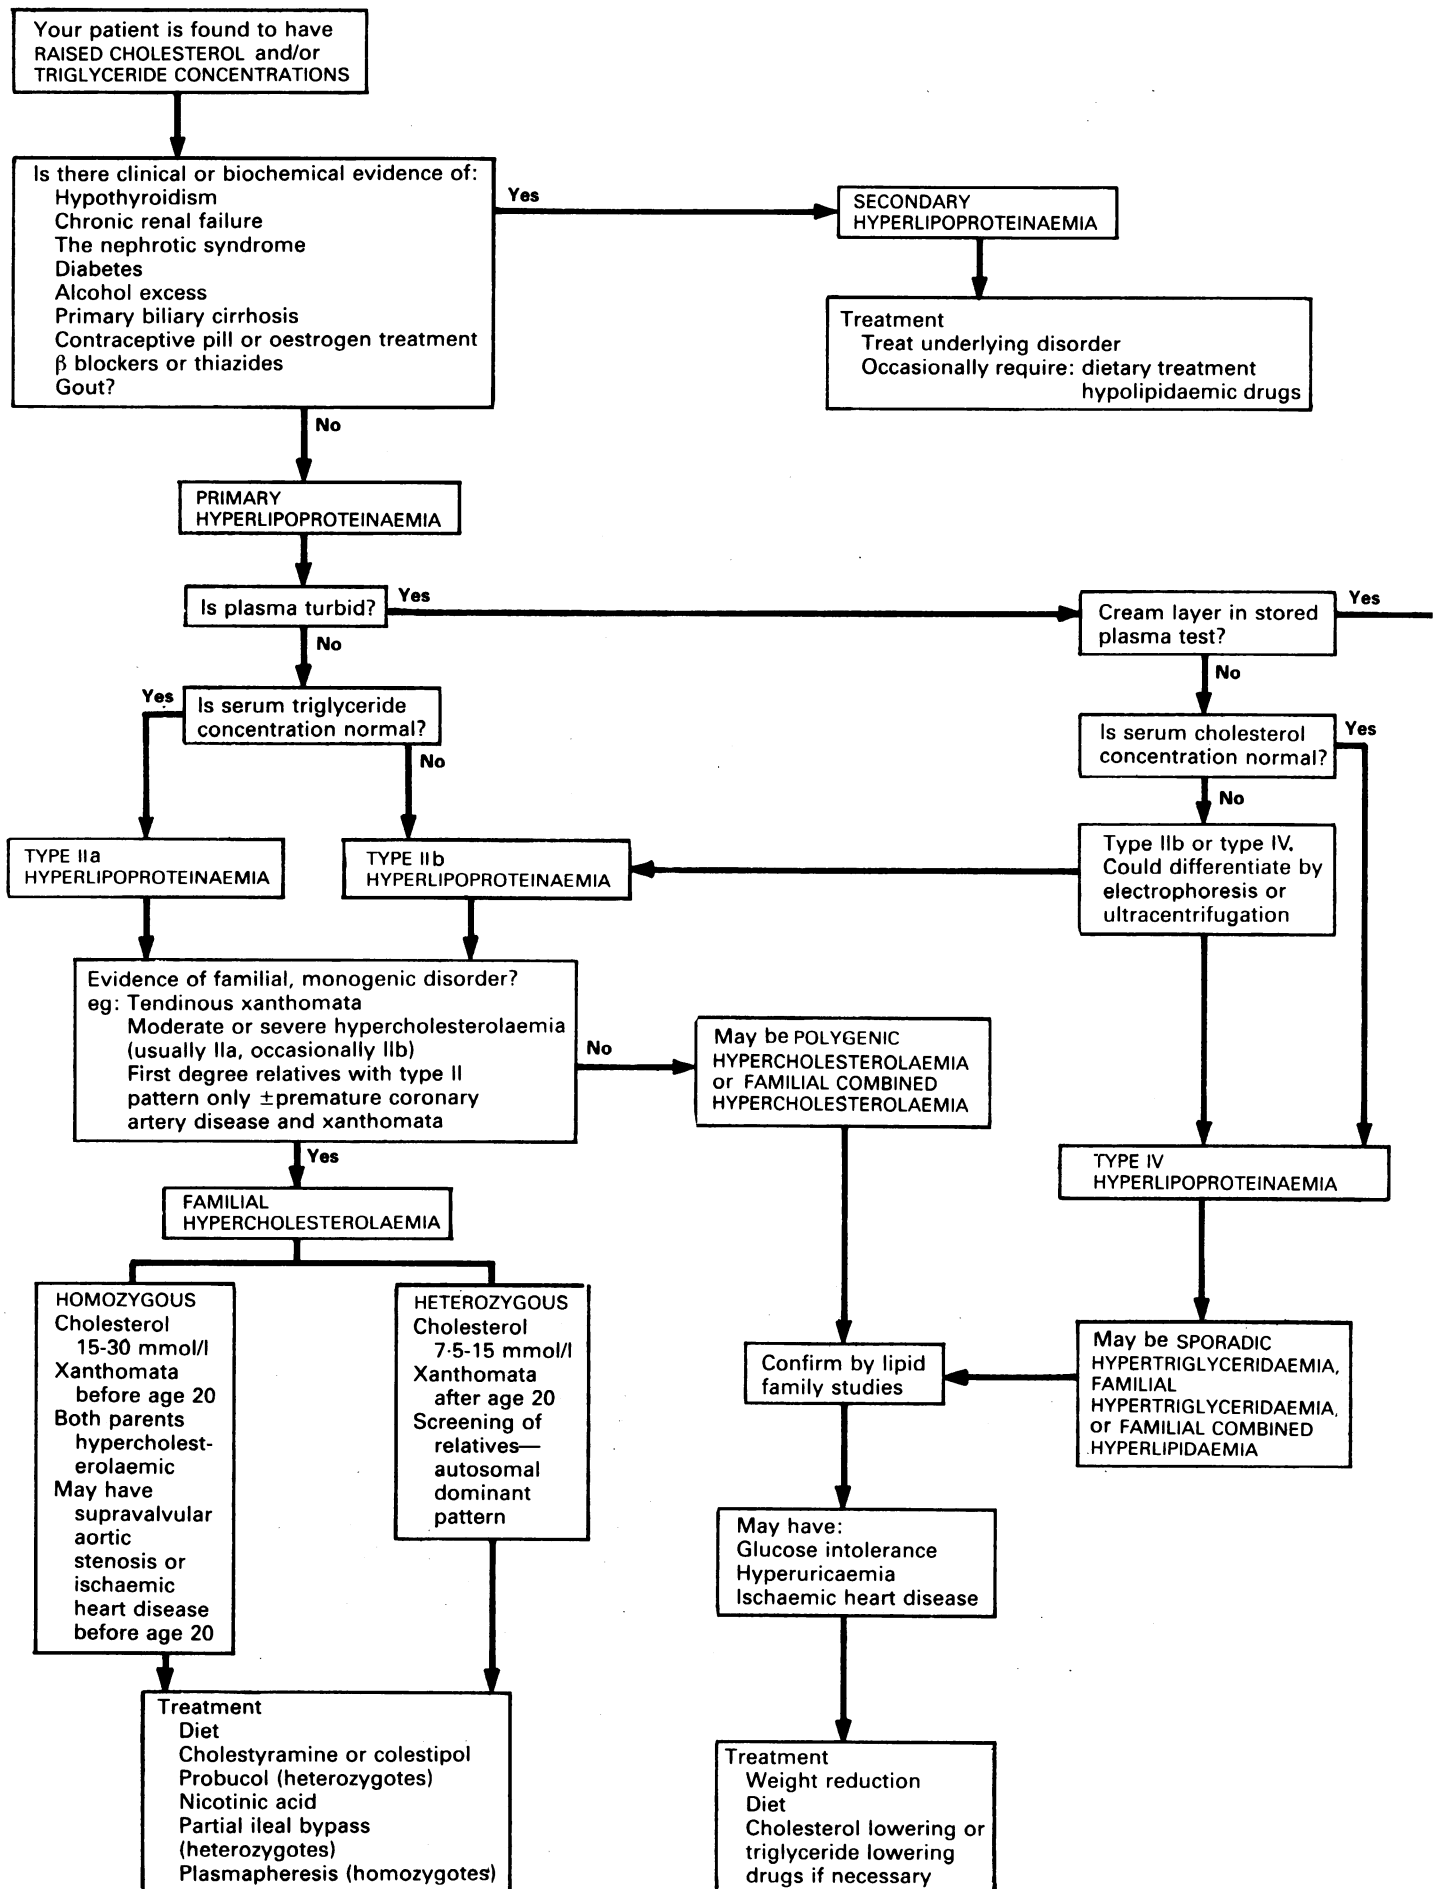 Your patient is found to have
RAISED CHOLESTEROL and/or
TRIGLYCERIDE CONCENTRATIONS
Is there clinical or biochemical evidence of:
Hypothyroidism
Chronic renal failure
The nephrotic syndrome
Diabetes
Alcohol excess
Primary biliary cirrhosis
Contraceptive pill or oestrogen treatment
β blockers or thiazides
Gout?
Yes
SECONDARY
HYPERLIPOPROTEINAEMIA
Treatment
Treat underlying disorder
Occasionally require: dietary treatment
hypolipidaemic drugs
No
PRIMARY
HYPERLIPOPROTEINAEMIA
Is plasma turbid?
Yes
Cream layer in stored
plasma test?
Yes
No
No
Is serum triglyceride
concentration normal?
Yes
No
Is serum cholesterol
concentration normal?
Yes
No
TYPE IIa
HYPERLIPOPROTEINAEMIA
TYPE IIb
HYPERLIPOPROTEINAEMIA
Type IIb or type IV.
Could differentiate by
electrophoresis or
ultracentrifugation
Evidence of familial, monogenic disorder?
eg: Tendinous xanthomata
Moderate or severe hypercholesterolaemia
(usually IIa, occasionally IIb)
First degree relatives with type II
pattern only ±premature coronary
artery disease and xanthomata
No
May be POLYGENIC
HYPERCHOLESTEROLAEMIA
or FAMILIAL COMBINED
HYPERCHOLESTEROLAEMIA
Yes
TYPE IV
HYPERLIPOPROTEINAEMIA
FAMILIAL
HYPERCHOLESTEROLAEMIA
HOMOZYGOUS
Cholesterol
15-30 mmol/l
Xanthomata
before age 20
Both parents
hypercholest-
erolaemic
May have
supravalvular
aortic
stenosis or
ischaemic
heart disease
before age 20
HETEROZYGOUS
Cholesterol
7·5-15 mmol/l
Xanthomata
after age 20
Screening of
relatives—
autosomal
dominant
pattern
Confirm by lipid
family studies
May be SPORADIC
HYPERTRIGLYCERIDAEMIA,
FAMILIAL
HYPERTRIGLYCERIDAEMIA,
or FAMILIAL COMBINED
HYPERLIPIDAEMIA
May have:
Glucose intolerance
Hyperuricaemia
Ischaemic heart disease
Treatment
Diet
Cholestyramine or colestipol
Probucol (heterozygotes)
Nicotinic acid
Partial ileal bypass
(heterozygotes)
Plasmapheresis (homozygotes)
Treatment
Weight reduction
Diet
Cholesterol lowering or
triglyceride lowering
drugs if necessary